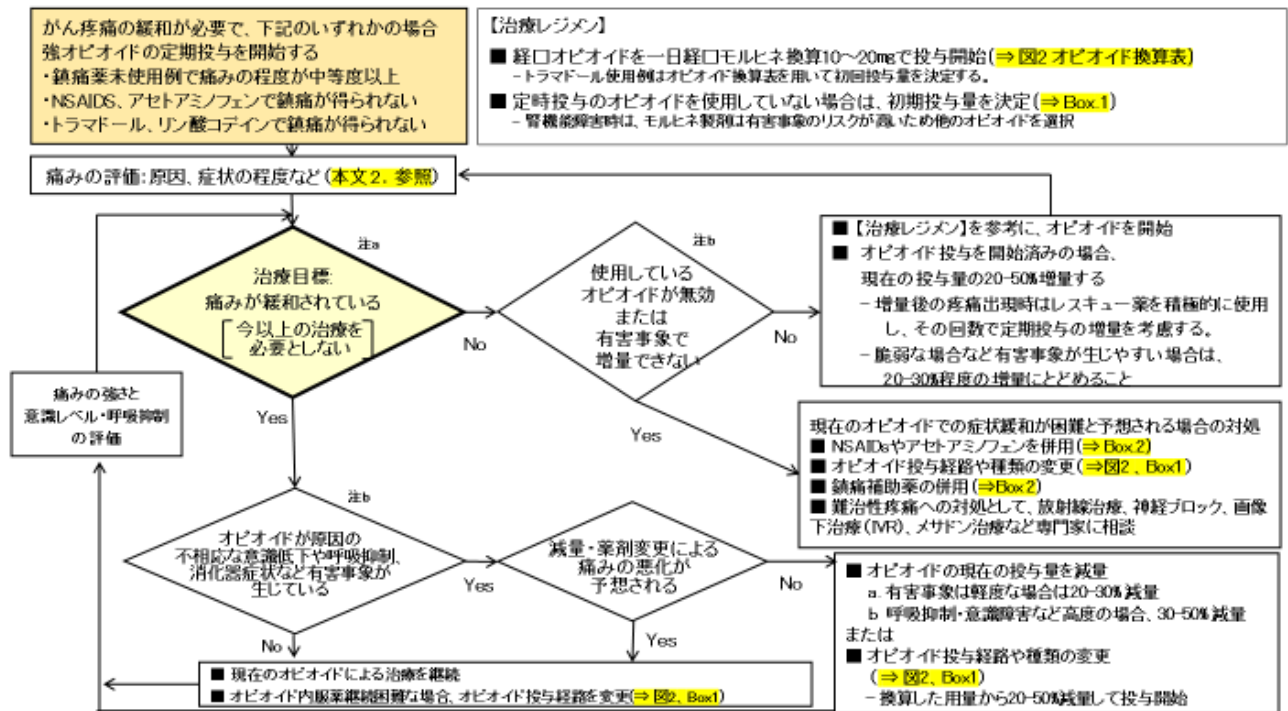 がん疼痛の緩和が必要で、下記のいずれかの場合
強オピオイドの定期投与を開始する
・鎮痛薬未使用例で痛みの程度が中等度以上
・NSAIDS、アセトアミノフェンで鎮痛が得られない
・トラマドール、リン酸コデインで鎮痛が得られない
【治療レジメン】
■ 経口オピオイドを一日経口モルヒネ換算10～20mgで投与開始(⇒図2 オピオイド換算表)
－トラマドール使用例はオピオイド換算表を用いて初回投与量を決定する。
■ 定時投与のオピオイドを使用していない場合は、初期投与量を決定(⇒Box.1)
－ 腎機能障害時は、モルヒネ製剤は有害事象のリスクが高いため他のオピオイドを選択
痛みの評価：原因、症状の程度など(本文2. 参照)
注a
治療目標:
痛みが緩和されている
[今以上の治療を
必要としない]
No
Yes
注b
使用している
オピオイドが無効
または
有害事象で
増量できない
No
Yes
■ 【治療レジメン】を参考に、オピオイドを開始
■ オピオイド投与を開始済みの場合、
現在の投与量の20-50%増量する
－増量後の疼痛出現時はレスキュー薬を積極的に使用
し、その回数で定期投与の増量を考慮する。
－脆弱な場合など有害事象が生じやすい場合は、
20-30%程度の増量にとどめること
痛みの強さと
意識レベル・呼吸抑制
の評価
現在のオピオイドでの症状緩和が困難と予想される場合の対処
■ NSAIDsやアセトアミノフェンを併用(⇒Box.2)
■ オピオイド投与経路や種類の変更(⇒図2、Box1)
■ 鎮痛補助薬の併用(⇒Box2)
■ 難治性疼痛への対処として、放射線治療、神経ブロック、画像
下治療(IVR)、メサドン治療など専門家に相談
注b
オピオイドが原因の
不相応な意識低下や呼吸抑制、
消化器症状など有害事象が
生じている
Yes
No
減量・薬剤変更による
痛みの悪化が
予想される
No
Yes
■ オピオイドの現在の投与量を減量
a. 有害事象は軽度な場合は20-30%減量
b. 呼吸抑制・意識障害など高度の場合、30-50%減量
または
■ オピオイド投与経路や種類の変更
(⇒ 図2、Box1)
－ 換算した用量から20-50%減量して投与開始
■ 現在のオピオイドによる治療を継続
■ オピオイド内服薬継続困難な場合、オピオイド投与経路を変更(⇒ 図2、Box1)